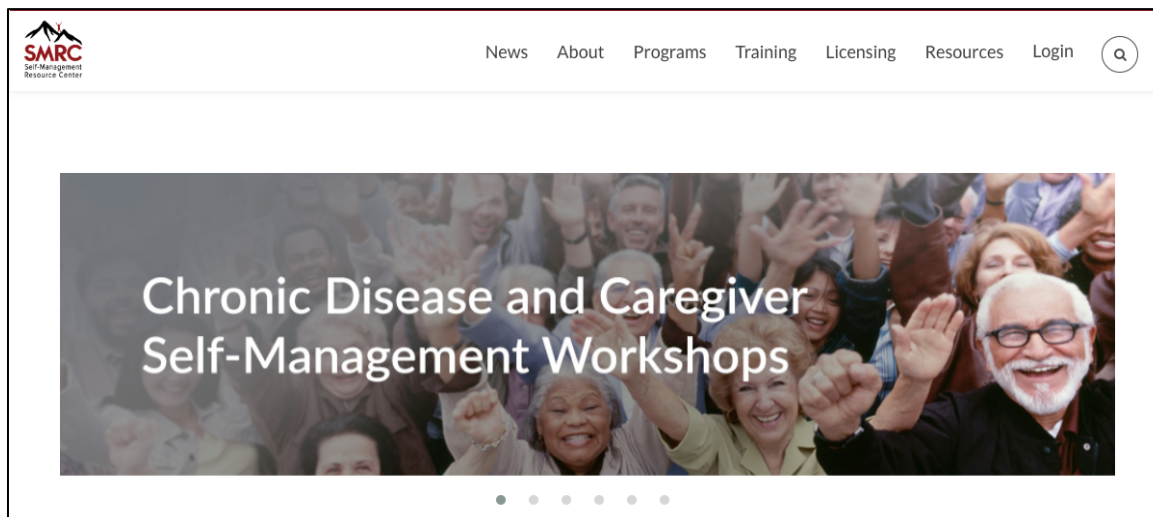 SMRC
Self-Management
Resource Center
News About Programs Training Licensing Resources Login
Chronic Disease and Caregiver
Self-Management Workshops